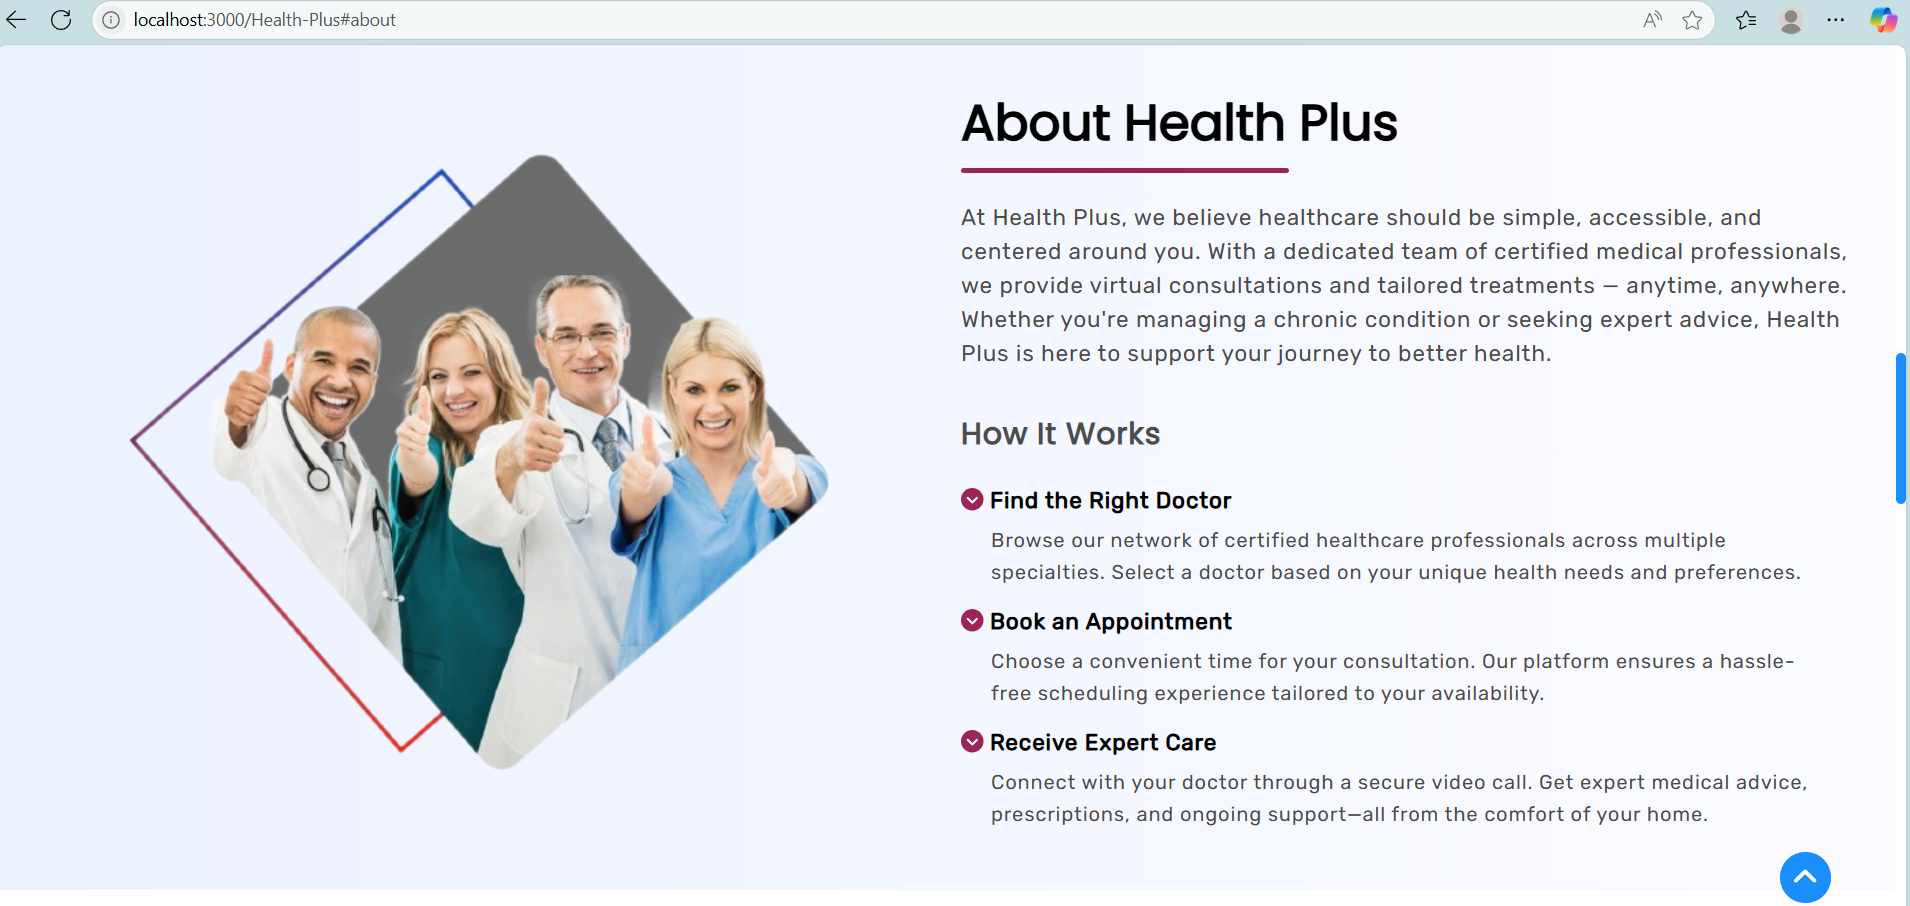 localhost:3000/Health-Plus#about
About Health Plus
At Health Plus, we believe healthcare should be simple, accessible, and
centered around you. With a dedicated team of certified medical professionals,
we provide virtual consultations and tailored treatments — anytime, anywhere.
Whether you're managing a chronic condition or seeking expert advice, Health
Plus is here to support your journey to better health.
How It Works
Find the Right Doctor
Browse our network of certified healthcare professionals across multiple
specialties. Select a doctor based on your unique health needs and preferences.
Book an Appointment
Choose a convenient time for your consultation. Our platform ensures a hassle-
free scheduling experience tailored to your availability.
Receive Expert Care
Connect with your doctor through a secure video call. Get expert medical advice,
prescriptions, and ongoing support—all from the comfort of your home.